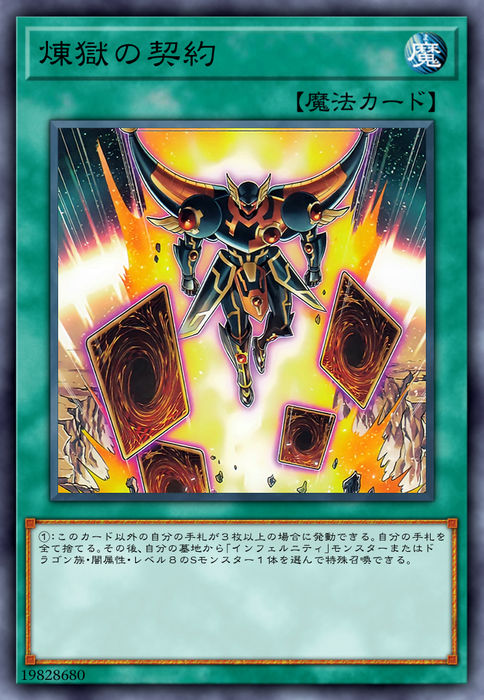 煉獄の契約
魔
【魔法カード】
①:このカード以外の自分の手札が3枚以上の場合に発動できる。自分の手札を
全て捨てる。その後、自分の墓地から「インフェルニティ」モンスターまたはド
ラゴン族・闇属性・レベル8のSモンスター1体を選んで特殊召喚できる。
19828680